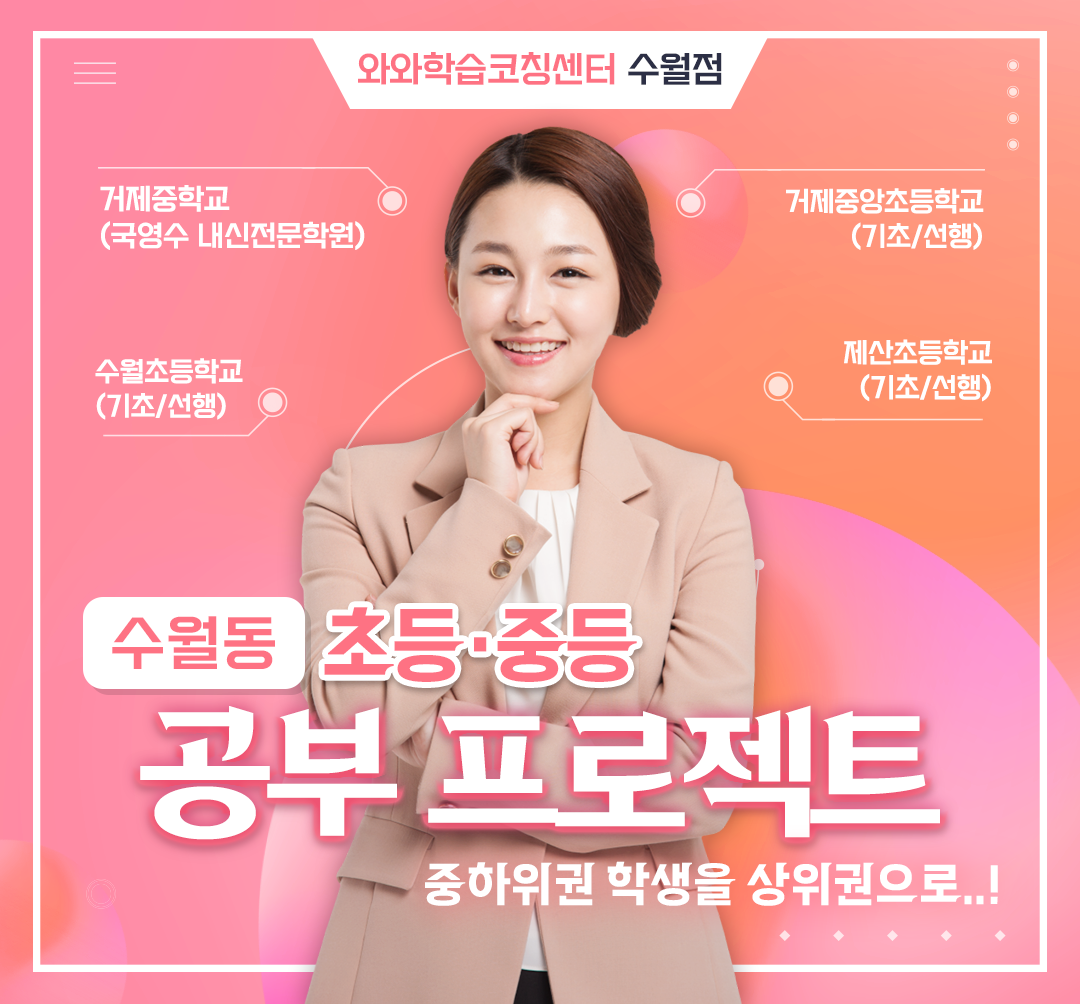 와와학습코칭센터 수월점
거제중학교
(국영수 내신전문학원)
거제중앙초등학교
(기초/선행)
수월초등학교
(기초/선행)
제산초등학교
(기초/선행)
수월동 초등·중등
공부 프로젝트
중하위권 학생을 상위권으로..!